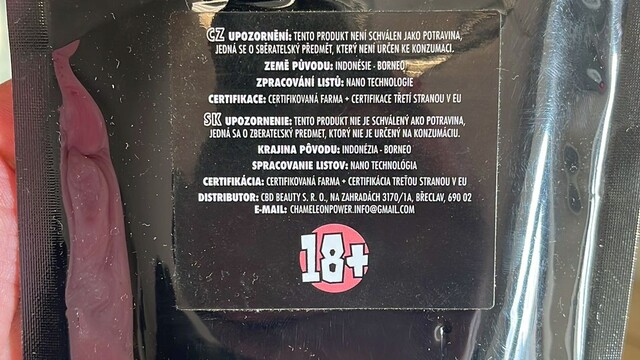 CZ UPOZORNĚNÍ: TENTO PRODUKT NENÍ SCHVÁLEN JAKO POTRAVINA,
JEDNÁ SE O SBĚRATELSKÝ PŘEDMĚT, KTERÝ NENÍ URČEN KE KONZUMACI.
ZEMĚ PŮVODU: INDONÉSIE - BORNEO
ZPRACOVÁNÍ LISTŮ: NANO TECHNOLOGIE
CERTIFIKACE: CERTIFIKOVANÁ FARMA + CERTIFIKACE TŘETÍ STRANOU V EU
SK UPOZORNENIE: TENTO PRODUKT NIE JE SCHVÁLENÝ AKO POTRAVINA,
JEDNÁ SA O ZBERATELSKÝ PREDMET, KTORÝ NIE JE URČENÝ NA KONZUMÁCIU.
KRAJINA PÔVODU: INDONÉZIA - BORNEO
SPRACOVANIE LISTOV: NANO TECHNOLÓGIA
CERTIFIKÁCIA: CERTIFIKOVANÁ FARMA + CERTIFIKÁCIA TREŤOU STRANOU V EU
DISTRIBUTOR: CBD BEAUTY S. R. O., NA ZAHRADÁCH 3170/1A, BŘECLAV, 690 02
E-MAIL: CHAMELEONPOWER.INFO@GMAIL.COM
18+